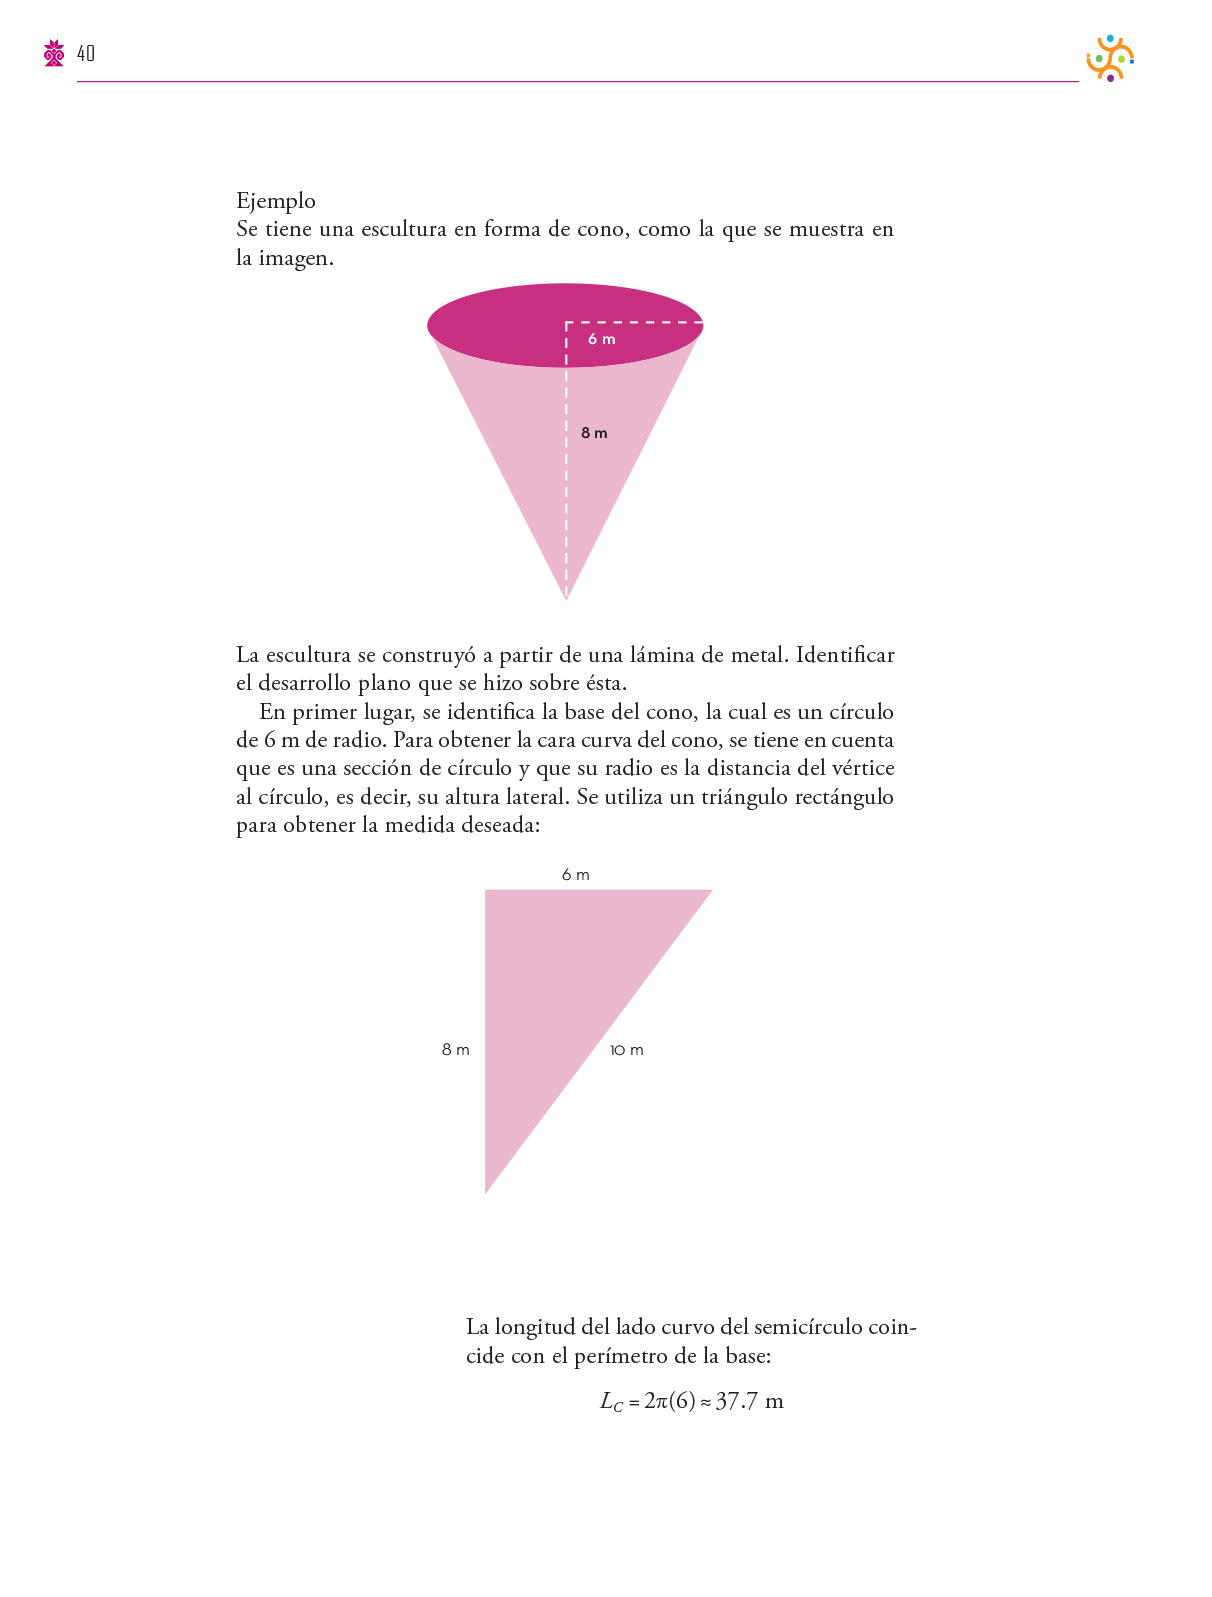 40
Ejemplo
Se tiene una escultura en forma de cono, como la que se muestra en
la imagen.
6 m
8 m
La escultura se construyó a partir de una lámina de metal. Identificar
el desarrollo plano que se hizo sobre ésta.
En primer lugar, se identifica la base del cono, la cual es un círculo
de 6 m de radio. Para obtener la cara curva del cono, se tiene en cuenta
que es una sección de círculo y que su radio es la distancia del vértice
al círculo, es decir, su altura lateral. Se utiliza un triángulo rectángulo
para obtener la medida deseada:
6 m
8 m
10 m
La longitud del lado curvo del semicírculo coin-
cide con el perímetro de la base:
L_C = 2π(6) ≈ 37.7 m